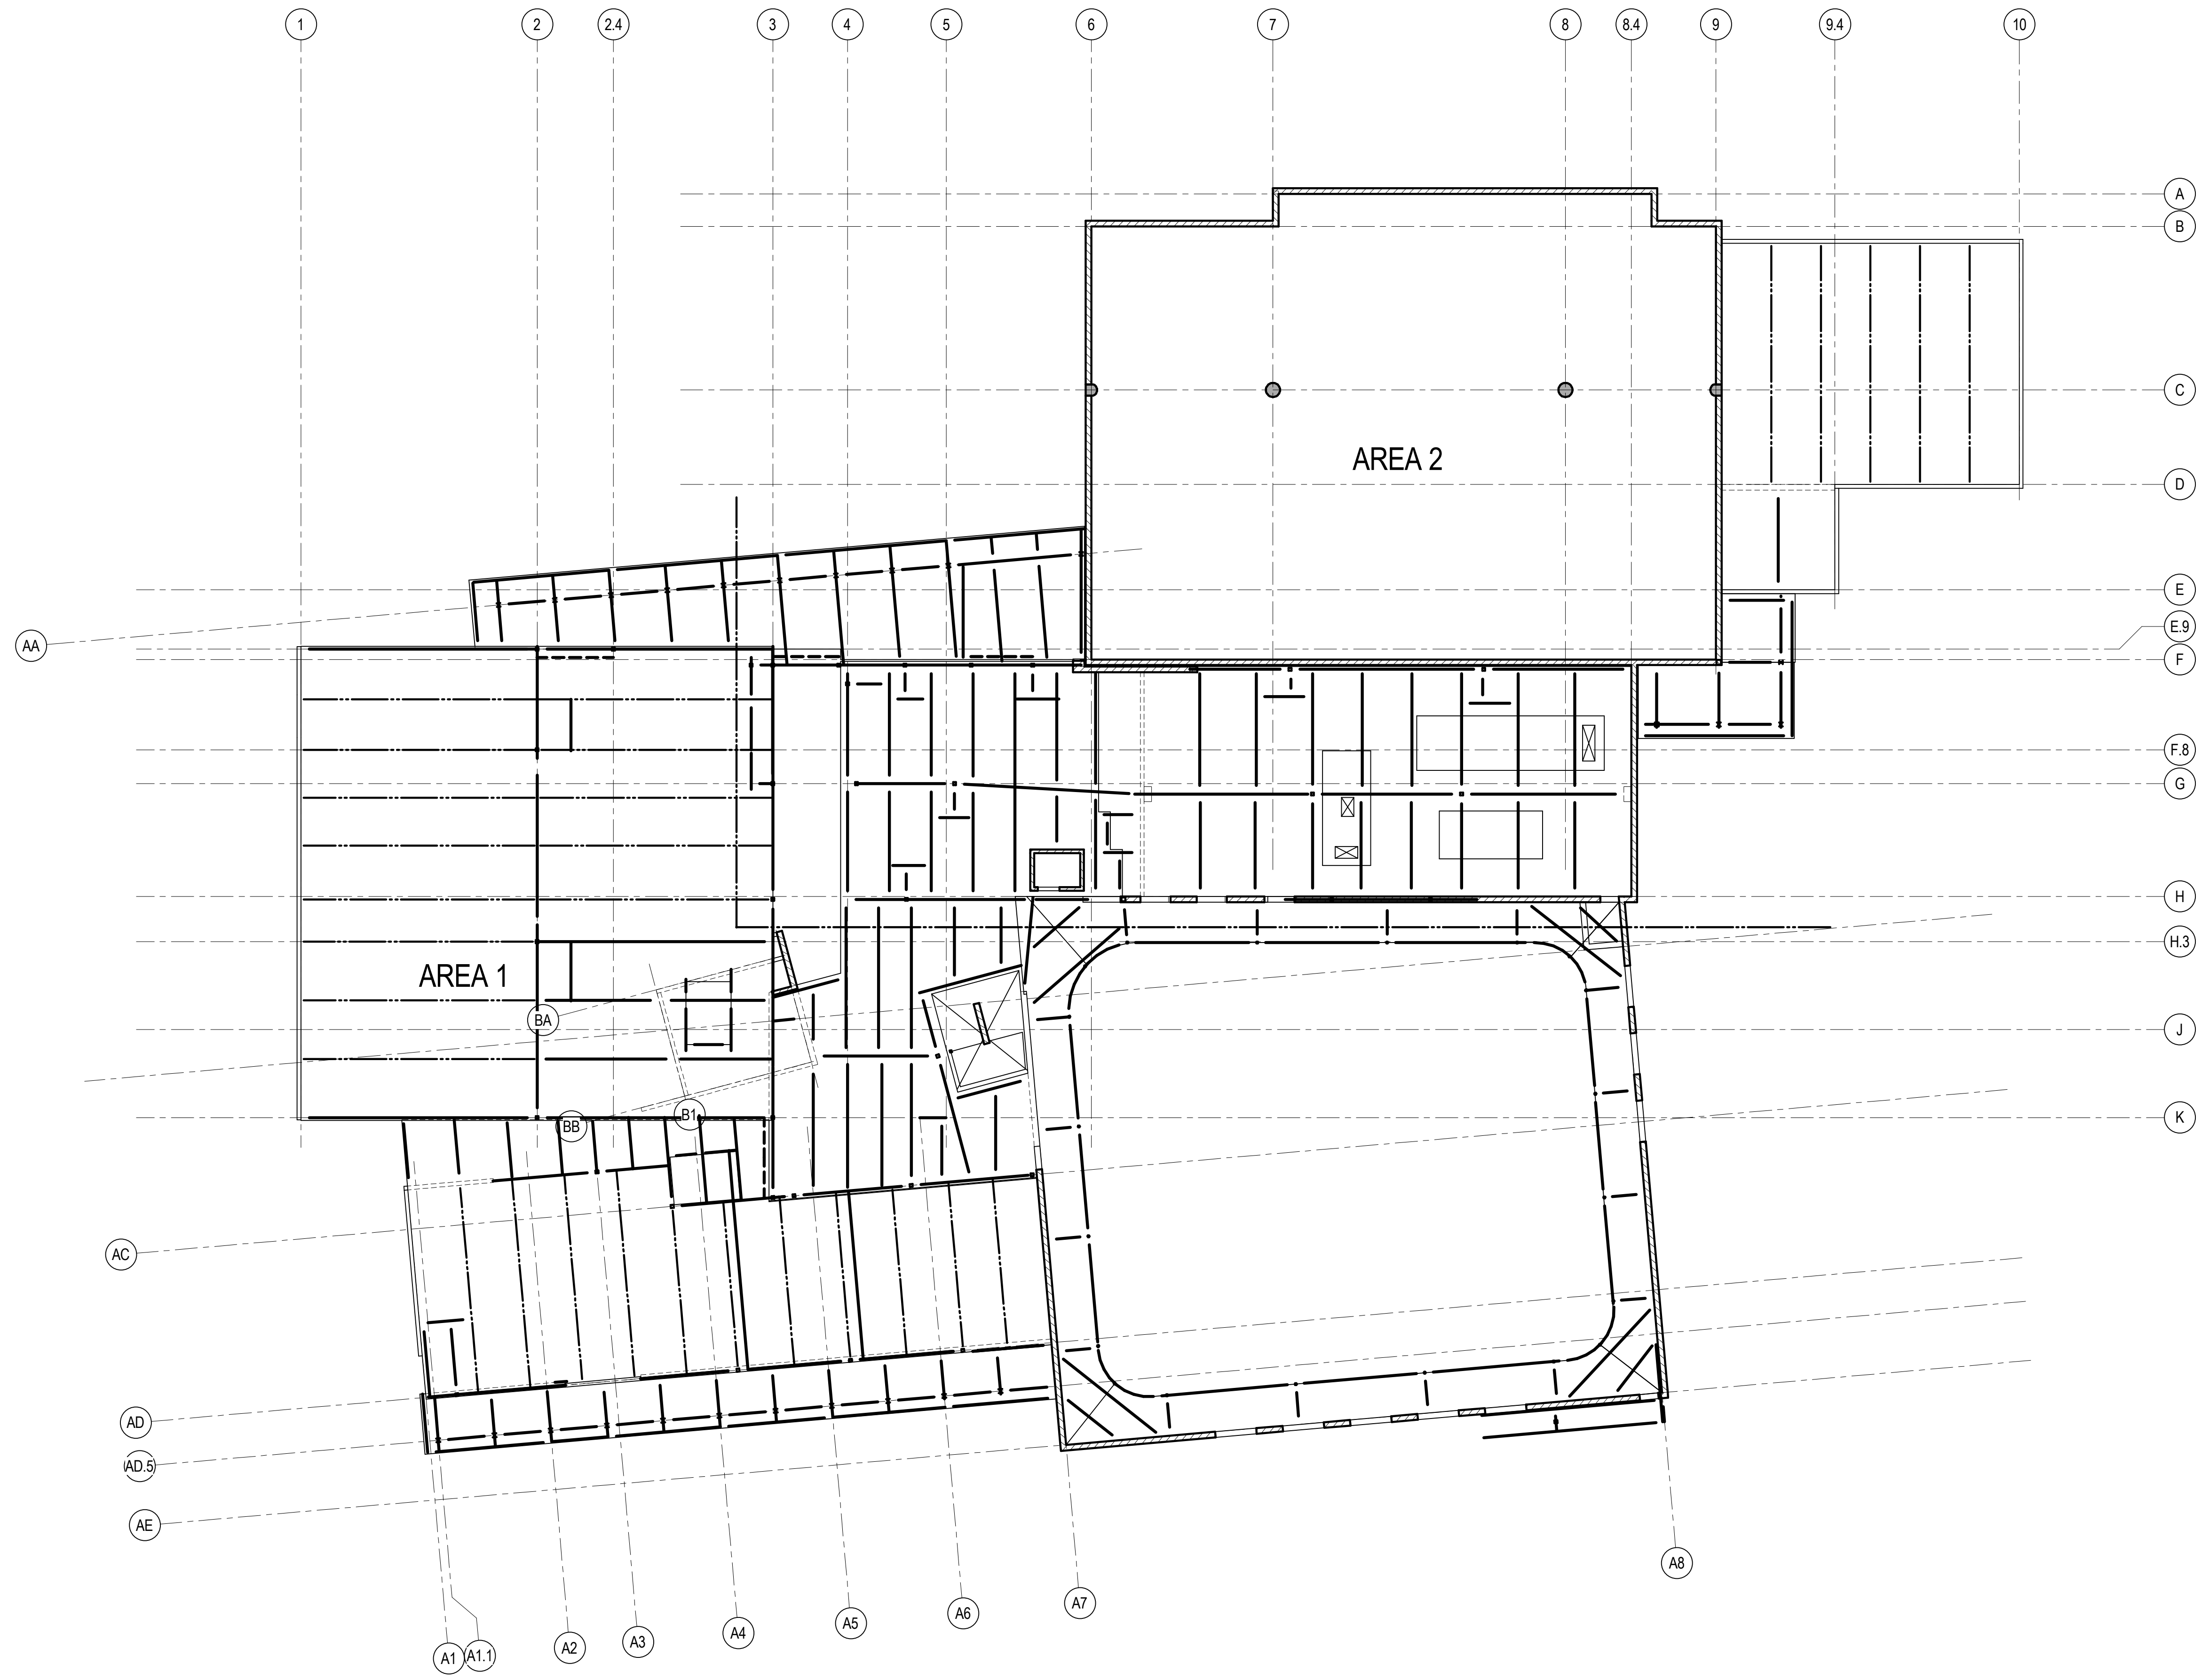 1 2 2.4 3 4 5 6 7 8 8.4 9 9.4 10
A
B
C
AREA 2
D
E
E.9
AA
F
F.8
G
H
H.3
AREA 1
BA
J
B1
K
BB
AC
AD
AD.5
AE
A8
A7
A6
A5
A4
A3
A2
A1.1
A1